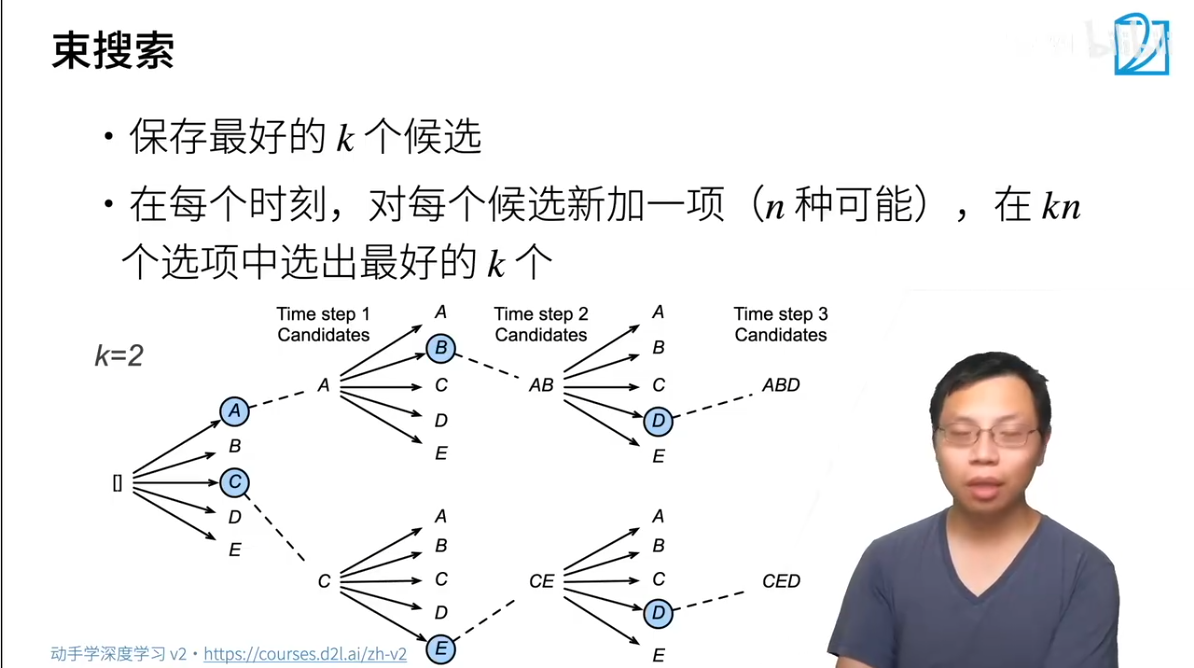 束搜索
• 保存最好的 k 个候选
• 在每个时刻，对每个候选新加一项（n 种可能），在 kn
个选项中选出最好的 k 个
k=2
Time step 1
Candidates
Time step 2
Candidates
Time step 3
Candidates
[]
A
B
C
D
E
A
A
B
C
D
E
C
A
B
C
D
E
AB
A
B
C
D
E
CE
A
B
C
D
E
ABD
CED
动手学深度学习 v2 • https://courses.d2l.ai/zh-v2